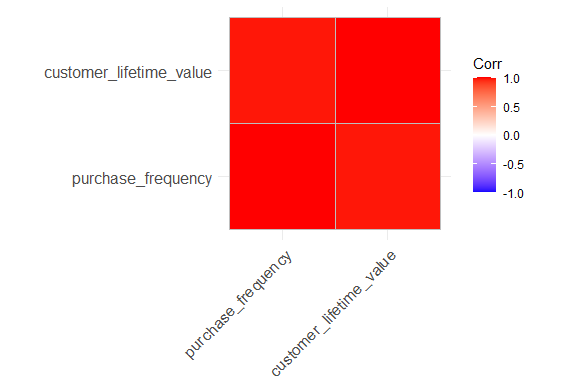 customer_lifetime_value
purchase_frequency
purchase_frequency
customer_lifetime_value
Corr
1.0
0.5
0.0
-0.5
-1.0